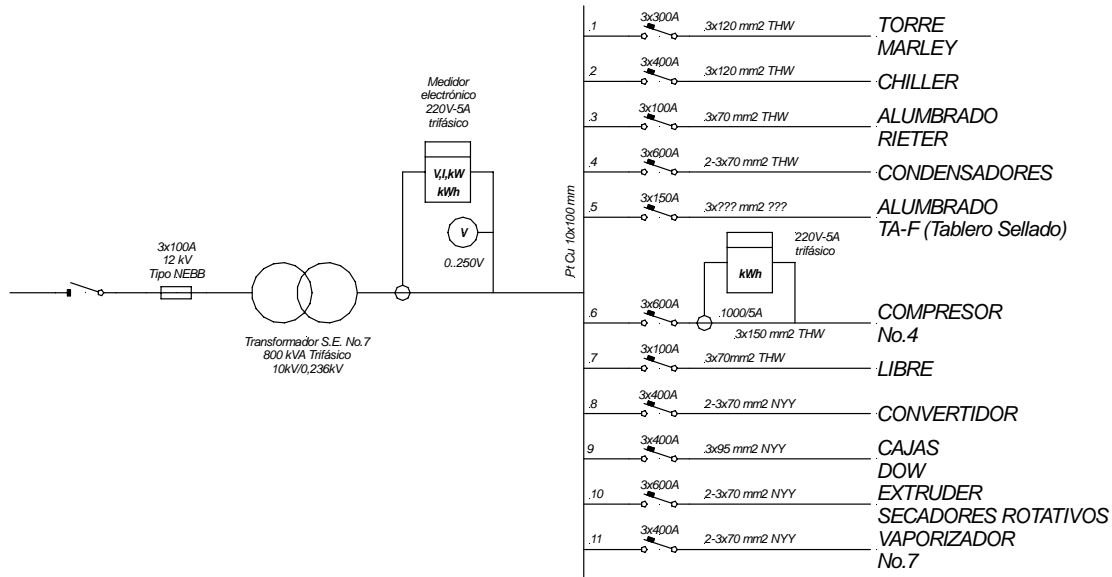 3x100A
12 kV
Tipo NEBB
Transformador S.E. No.7
800 kVA Trifásico
10kV/0,236kV
Medidor
electrónico
220V-5A
trifásico
V,I,kW
kWh
V
0..250V
Pt Cu 10x100 mm
.1
3x300A
3x120 mm2 THW
TORRE
MARLEY
.2
3x400A
3x120 mm2 THW
CHILLER
.3
3x100A
3x70 mm2 THW
ALUMBRADO
RIETER
.4
3x600A
2-3x70 mm2 THW
CONDENSADORES
.5
3x150A
3x??? mm2 ???
ALUMBRADO
TA-F (Tablero Sellado)
220V-5A
trifásico
kWh
.6
3x600A
.1000/5A
3x150 mm2 THW
COMPRESOR
No.4
.7
3x100A
3x70mm2 THW
LIBRE
.8
3x400A
2-3x70 mm2 NYY
CONVERTIDOR
9
3x400A
3x95 mm2 NYY
CAJAS
DOW
.10
3x600A
2-3x70 mm2 NYY
EXTRUDER
SECADORES ROTATIVOS
.11
3x400A
2-3x70 mm2 NYY
VAPORIZADOR
No.7